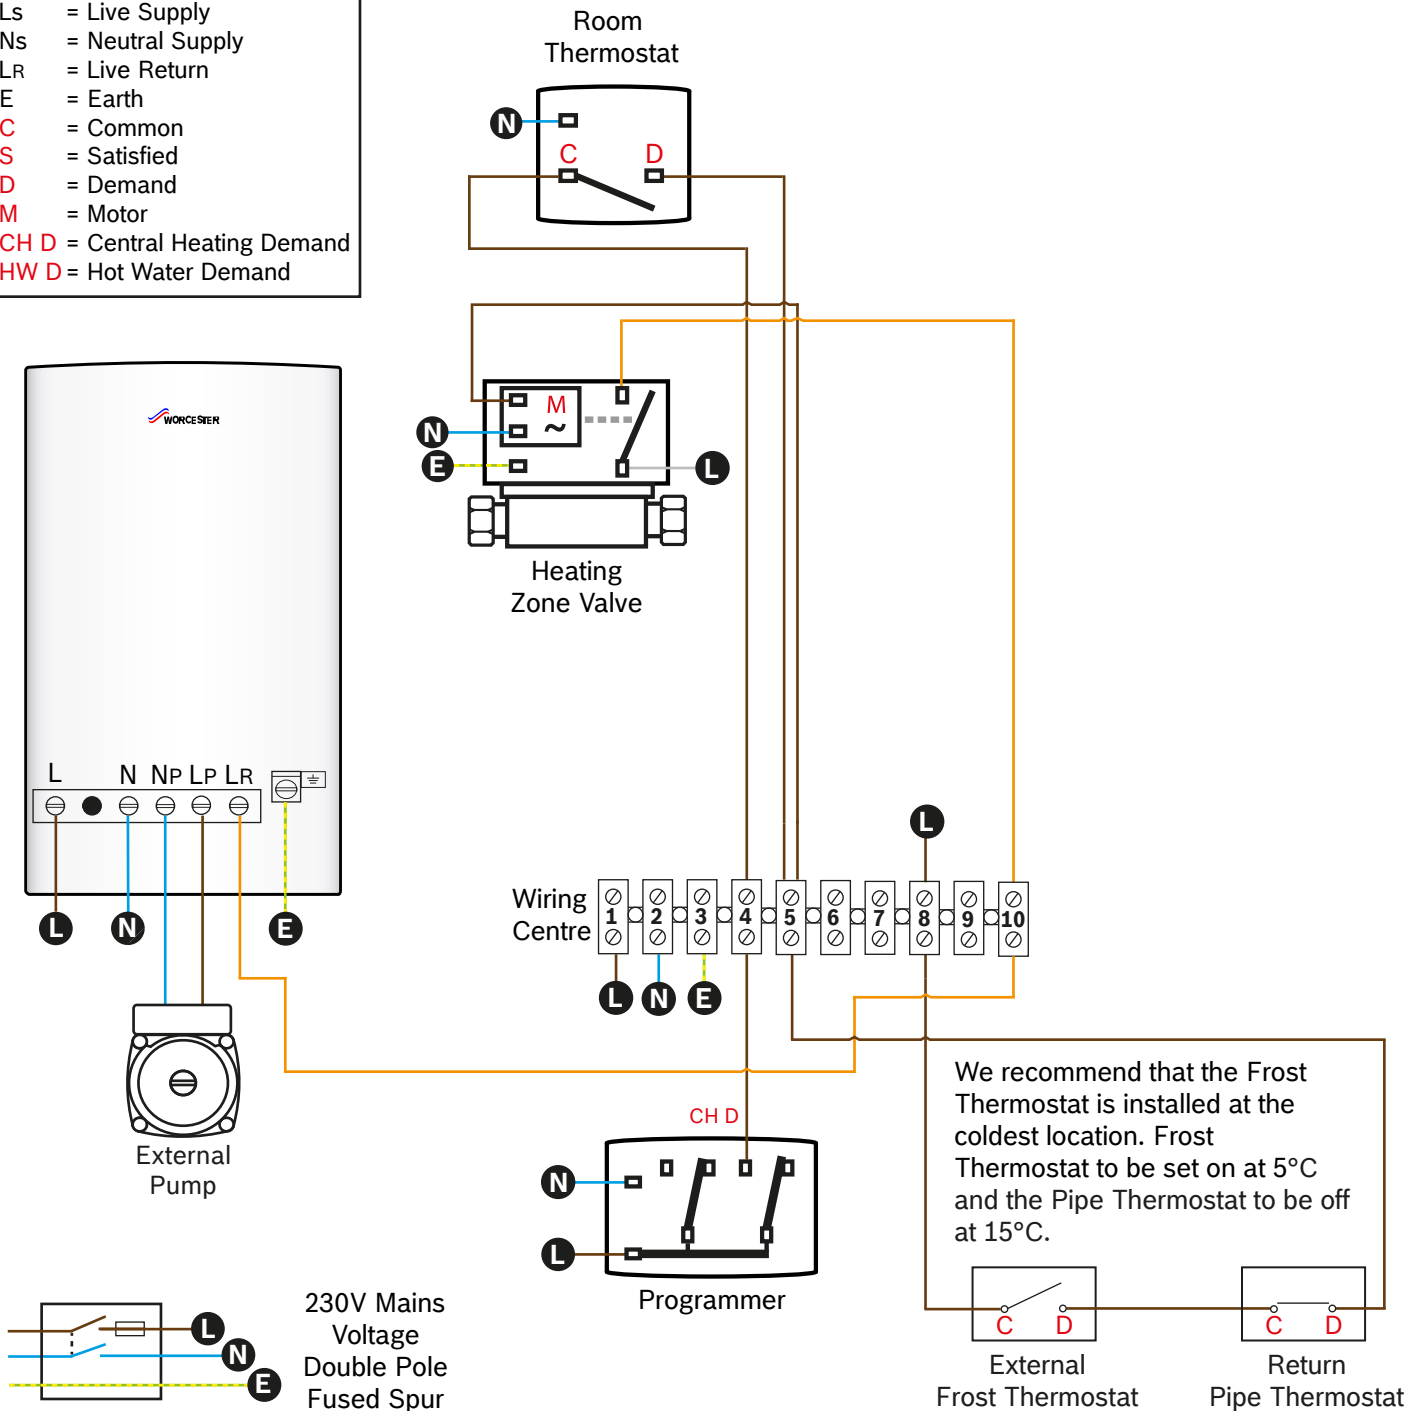 Ls = Live Supply
Ns = Neutral Supply
LR = Live Return
E = Earth
C = Common
S = Satisfied
D = Demand
M = Motor
CH D = Central Heating Demand
HW D = Hot Water Demand
Room
Thermostat
N
C D
WORCESTER
M
~
N
E
L
Heating
Zone Valve
L N NP LP LR
L N E
L
Wiring
Centre
1 2 3 4 5 6 7 8 9 10
L N E
External
Pump
We recommend that the Frost
Thermostat is installed at the
coldest location. Frost
Thermostat to be set on at 5°C
and the Pipe Thermostat to be off
at 15°C.
CH D
N
L
Programmer
C D
External
Frost Thermostat
C D
Return
Pipe Thermostat
L
N
E
230V Mains
Voltage
Double Pole
Fused Spur